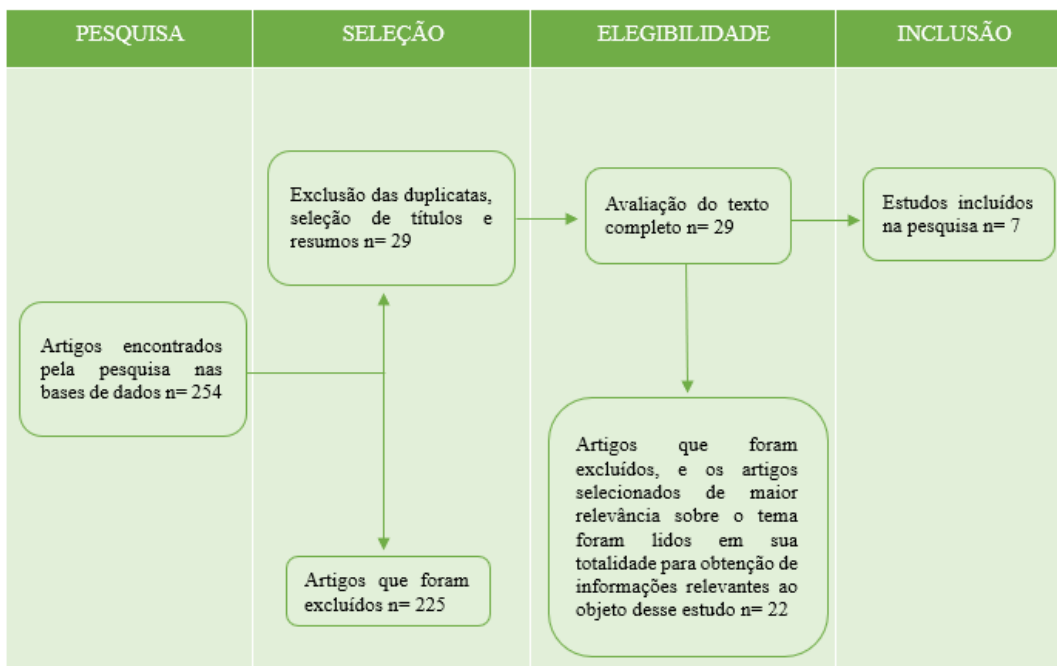 PESQUISA
SELEÇÃO
ELEGIBILIDADE
INCLUSÃO
Artigos encontrados
pela pesquisa nas
bases de dados n= 254
Exclusão das duplicatas,
seleção de títulos e
resumos n= 29
Artigos que foram
excluídos n= 225
Avaliação do texto
completo n= 29
Artigos que foram
excluídos, e os artigos
selecionados de maior
relevância sobre o tema
foram lidos em sua
totalidade para obtenção de
informações relevantes ao
objeto desse estudo n= 22
Estudos incluídos
na pesquisa n= 7